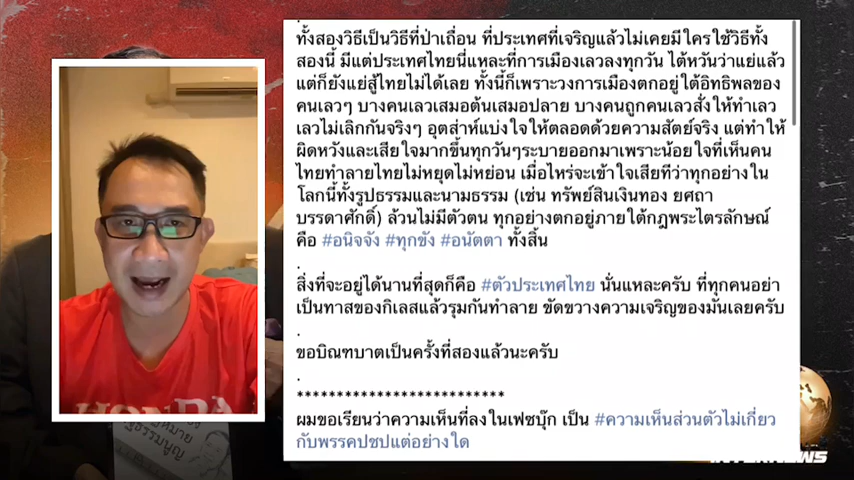 ทั้งสองวิธีเป็นวิธีที่ป่าเถื่อน ที่ประเทศที่เจริญแล้วไม่เคยมีใครใช้วิธีทั้ง
สองนี้ มีแต่ประเทศไทยนี่แหละที่การเมืองเลวลงทุกวัน ไต้หวันว่าแย่แล้ว
แต่ก็ยังแย่สู้ไทยไม่ได้เลย ทั้งนี้ก็เพราะวงการเมืองตกอยู่ใต้อิทธิพลของ
คนเลวๆ บางคนเลวเสมอต้นเสมอปลาย บางคนถูกคนเลวสั่งให้ทำเลว
เลวไม่เลิกกันจริงๆ อุตส่าห์แบ่งใจให้ตลอดด้วยความสัตย์จริง แต่ทำให้
ผิดหวังและเสียใจมากขึ้นทุกวันๆระบายออกมาเพราะน้อยใจที่เห็นคน
ไทยทำลายไทยไม่หยุดไม่หย่อน เมื่อไหร่จะเข้าใจเสียทีว่าทุกอย่างใน
โลกนี้ทั้งรูปธรรมและนามธรรม (เช่น ทรัพย์สินเงินทอง ยศถา
บรรดาศักดิ์) ล้วนไม่มีตัวตน ทุกอย่างตกอยู่ภายใต้กฎพระไตรลักษณ์
คือ #อนิจจัง #ทุกขัง #อนัตตา ทั้งสิ้น
.
สิ่งที่จะอยู่ได้นานที่สุดก็คือ #ตัวประเทศไทย นั่นแหละครับ ที่ทุกคนอย่า
เป็นทาสของกิเลสแล้วรุมกันทำลาย ขัดขวางความเจริญของมันเลยครับ
.
ขอบิณฑบาตเป็นครั้งที่สองแล้วนะครับ
.
**************************
ผมขอเรียนว่าความเห็นที่ลงในเฟซบุ๊ก เป็น #ความเห็นส่วนตัวไม่เกี่ยว
กับพรรคปชปแต่อย่างใด
HONDA